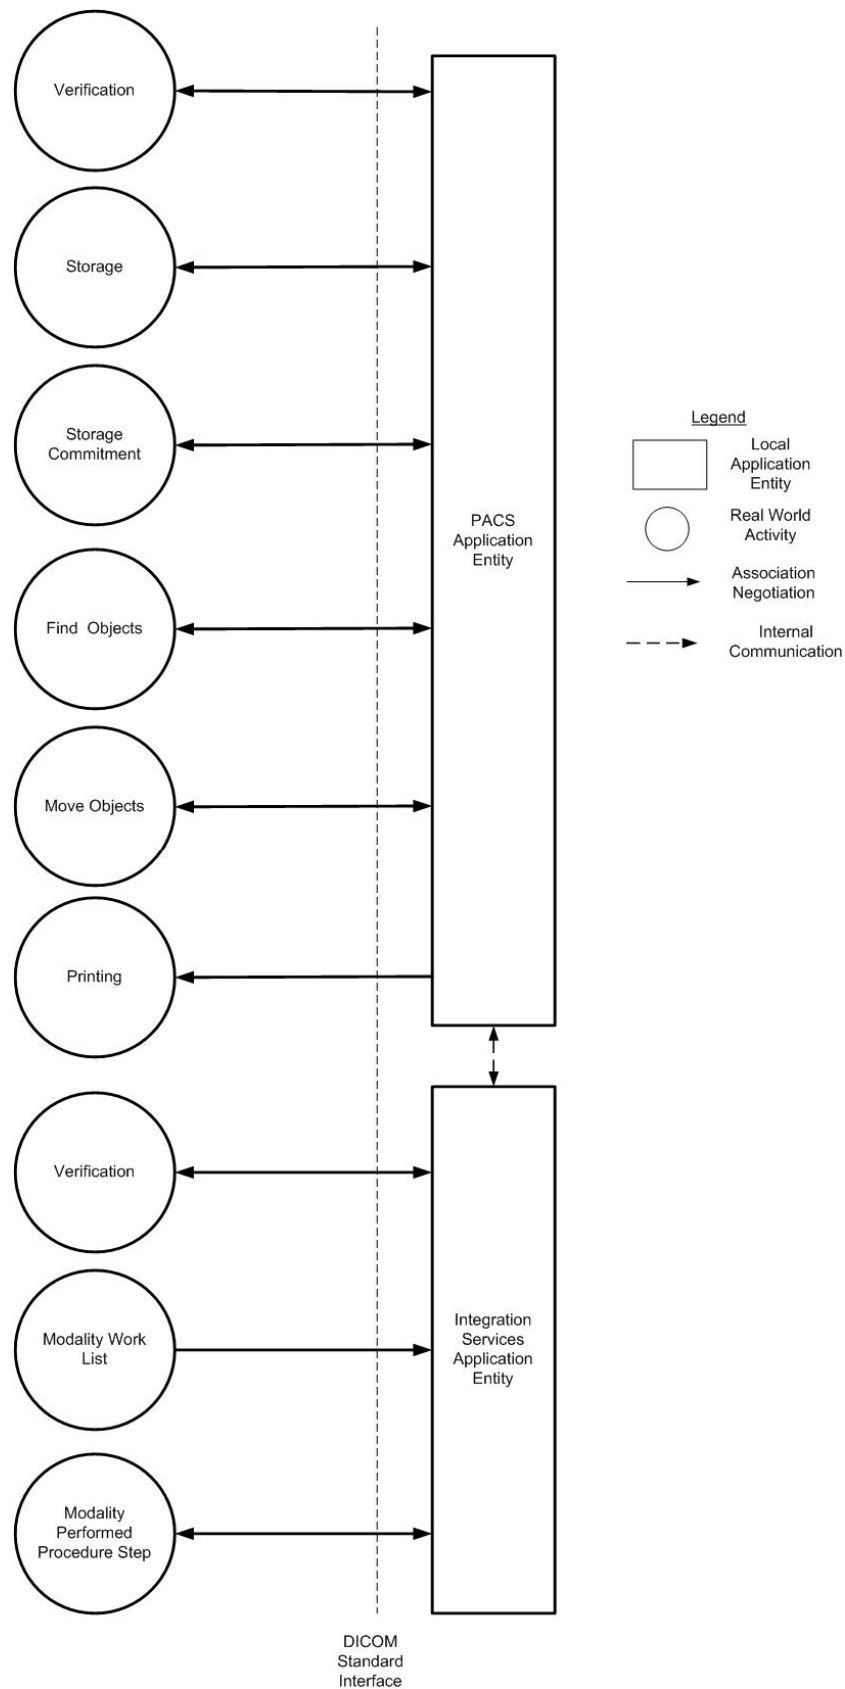 Verification
Storage
Storage
Commitment
Find Objects
Move Objects
Printing
PACS
Application
Entity
Legend
Local
Application
Entity
Real World
Activity
Association
Negotiation
Internal
Communication
Verification
Modality Work
List
Modality
Performed
Procedure Step
Integration
Services
Application
Entity
DICOM
Standard
Interface